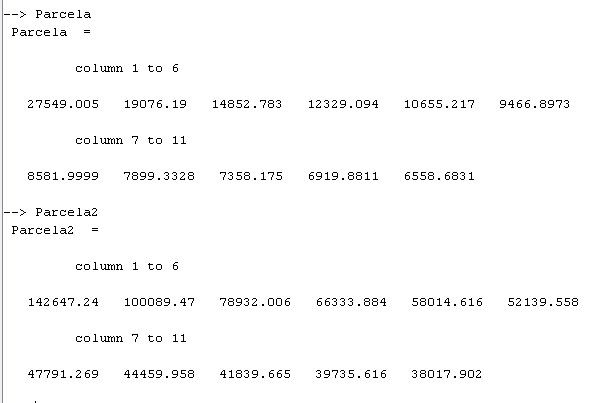 --> Parcela
Parcela  =
column 1 to 6
27549.005   19076.19   14852.783   12329.094   10655.217   9466.8973
column 7 to 11
8581.9999   7899.3328   7358.175   6919.8811   6558.6831
--> Parcela2
Parcela2  =
column 1 to 6
142647.24   100089.47   78932.006   66333.884   58014.616   52139.558
column 7 to 11
47791.269   44459.958   41839.665   39735.616   38017.902